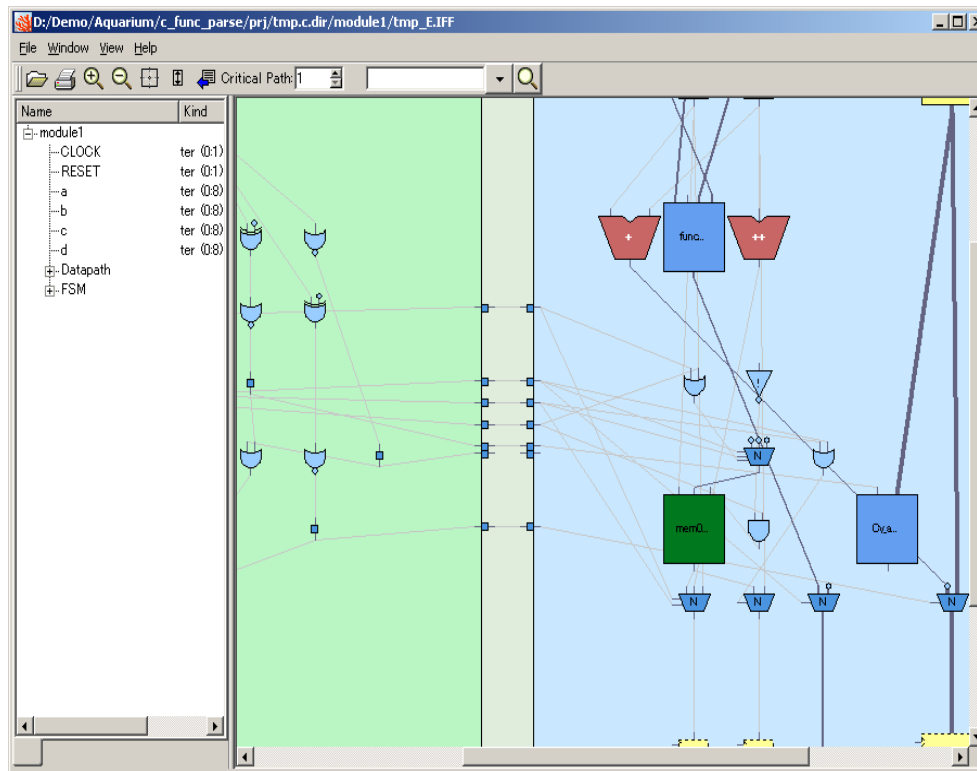 D:/Demo/Aquarium/c_func_parse/prj/tmp.c.dir/module1/tmp_E.IFF
File Window View Help
Critical Path: 1
Name Kind
module1
CLOCK ter (0:1)
RESET ter (0:1)
a ter (0:8)
b ter (0:8)
c ter (0:8)
d ter (0:8)
Datapath
FSM
+ func.. ++
!
N
mem0.. Ov_a..
N N N N